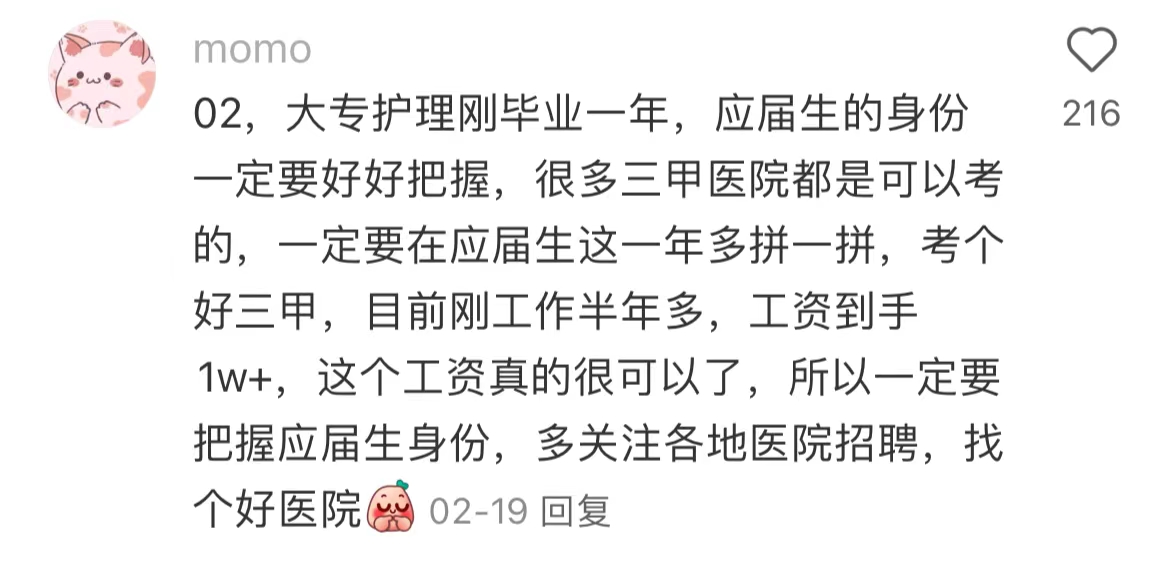 momo
02，大专护理刚毕业一年，应届生的身份
一定要好好把握，很多三甲医院都是可以考
的，一定要在应届生这一年多拼一拼，考个
好三甲，目前刚工作半年多，工资到手
1w+，这个工资真的很可以了，所以一定要
把握应届生身份，多关注各地医院招聘，找
个好医院 02-19 回复
216